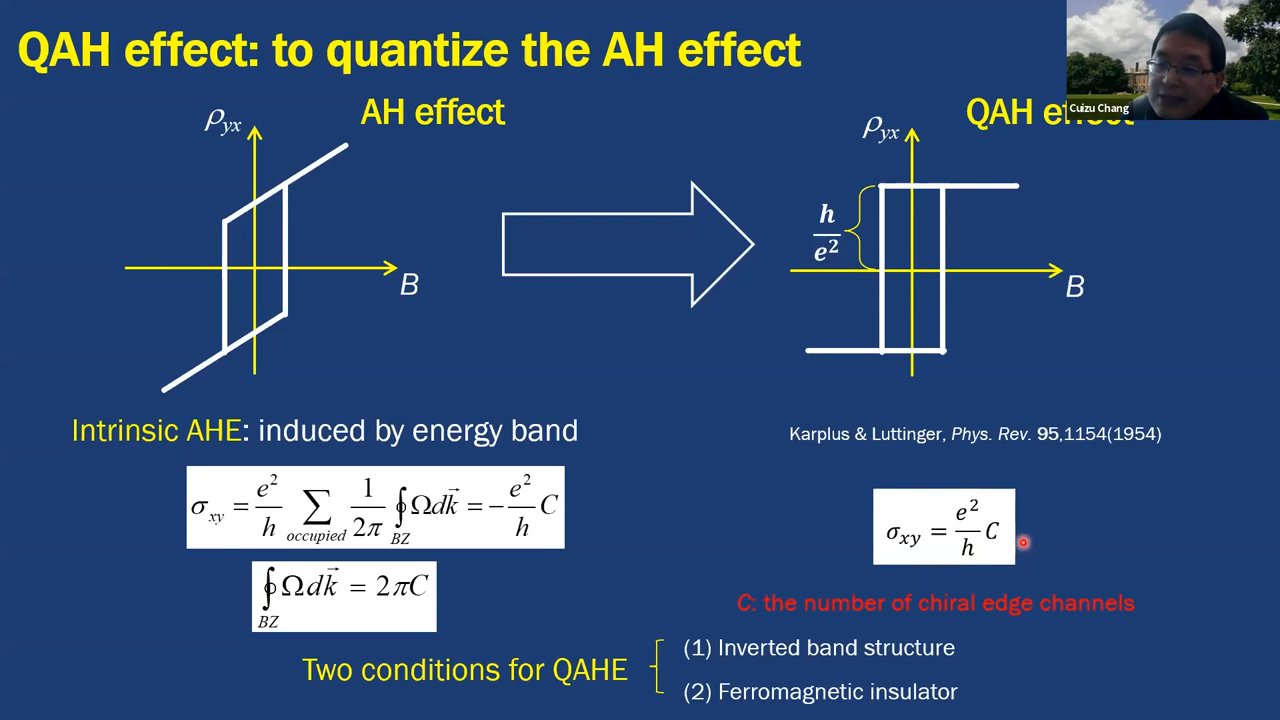 QAH effect: to quantize the AH effect
Cuizu Chang
AH effect
QAH effect
ρyx
B
ρyx
h/e²
B
Intrinsic AHE: induced by energy band
Karplus & Luttinger, Phys. Rev. 95,1154(1954)
σxy = e²/h ∑occupied 1/2π ∮BZ Ωdk⃗ = −e²/h C
σxy = e²/h C
∮BZ Ωdk⃗ = 2πC
C: the number of chiral edge channels
Two conditions for QAHE
(1) Inverted band structure
(2) Ferromagnetic insulator